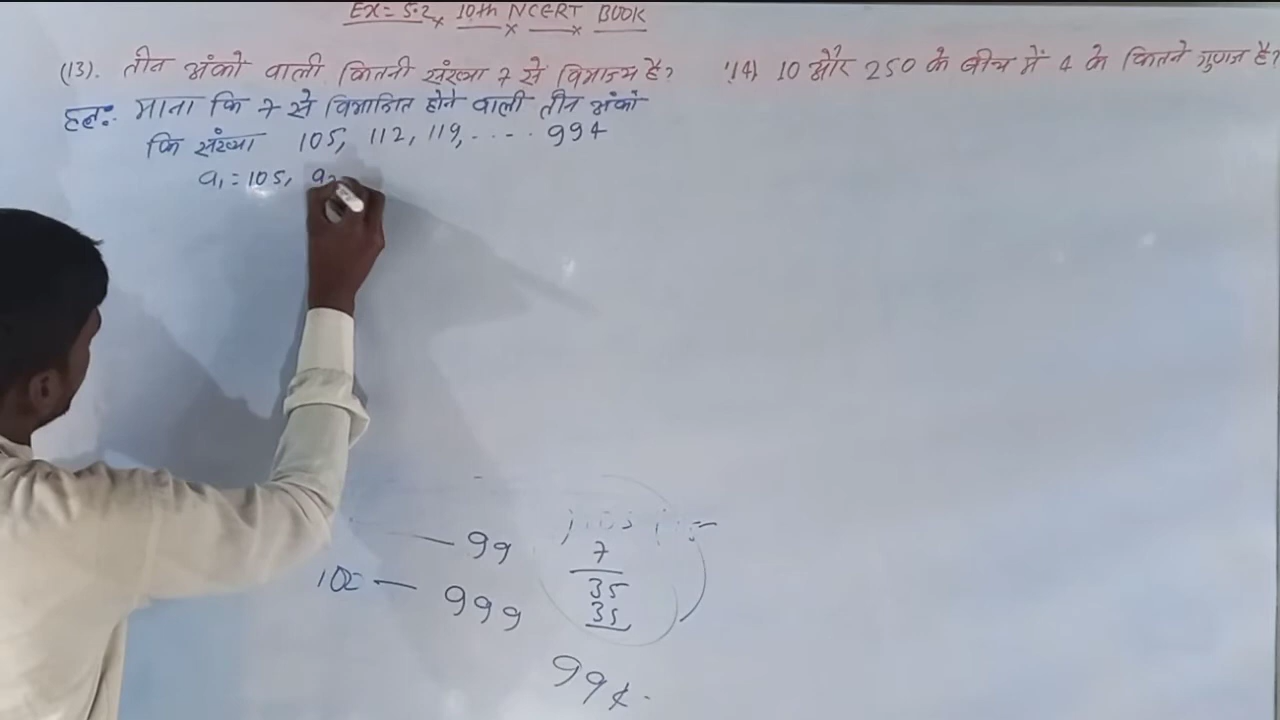 Ex= 5.2, 10th NCERT BOOK
(13). तीन अंको वाली कितनी संख्या 7 से विभाज्य है?
हल:- माना कि 7 से विभाजित होने वाली तीन अंको
कि संख्या 105, 112, 119, .... 994
a₁ = 105, a₂
(14) 10 और 250 के बीच में 4 के कितने गुणज है?
— 99
— 999
7
35
35
994